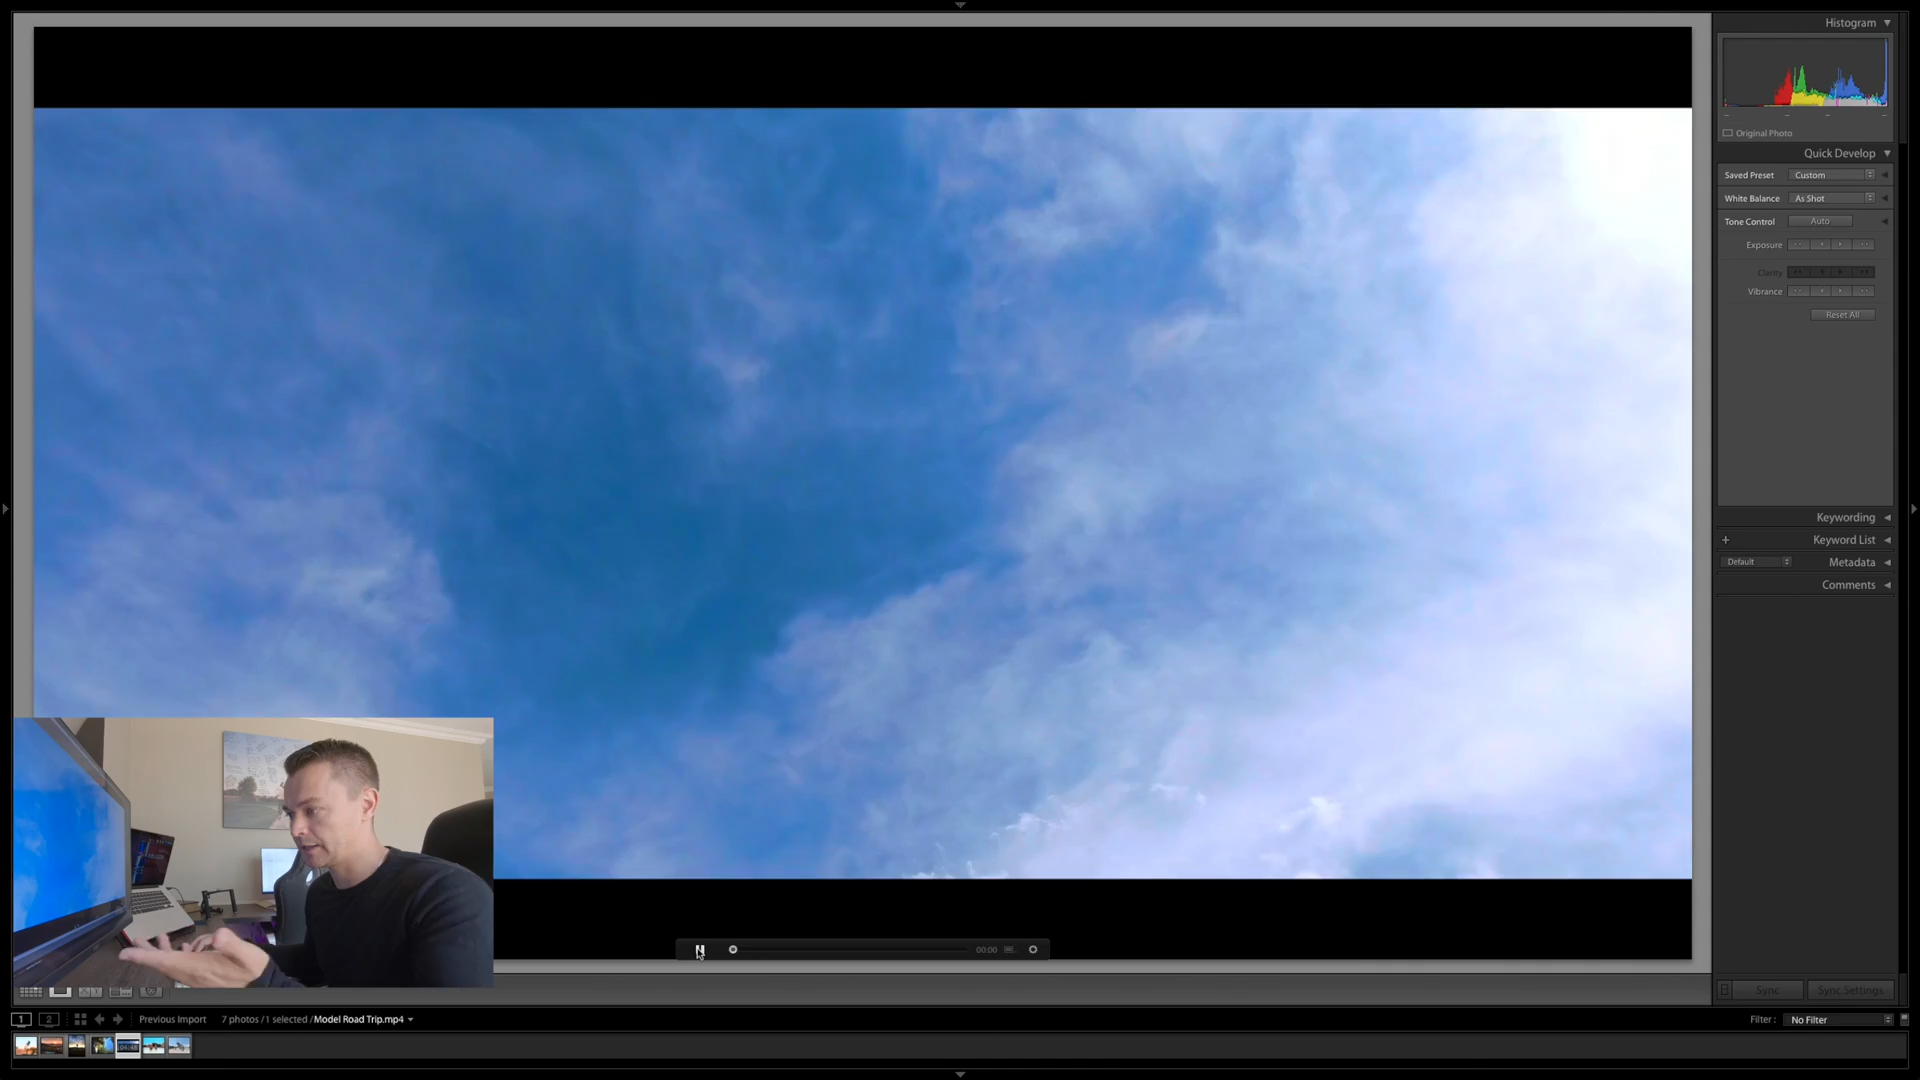 Histogram
Original Photo
Quick Develop
Saved Preset Custom
White Balance As Shot
Tone Control Auto
Exposure
Clarity
Vibrance
Reset All
Keywording
+ Keyword List
Default Metadata
Comments
00:00
Sync Sync Settings
1 2 Previous Import 7 photos / 1 selected / Model Road Trip.mp4
Filter : No Filter